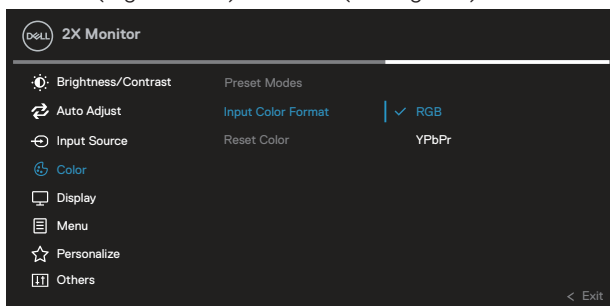 DELL 2X Monitor
Brightness/Contrast Preset Modes
Auto Adjust Input Color Format ✓ RGB
Input Source Reset Color YPbPr
Color
Display
Menu
Personalize
Others
< Exit